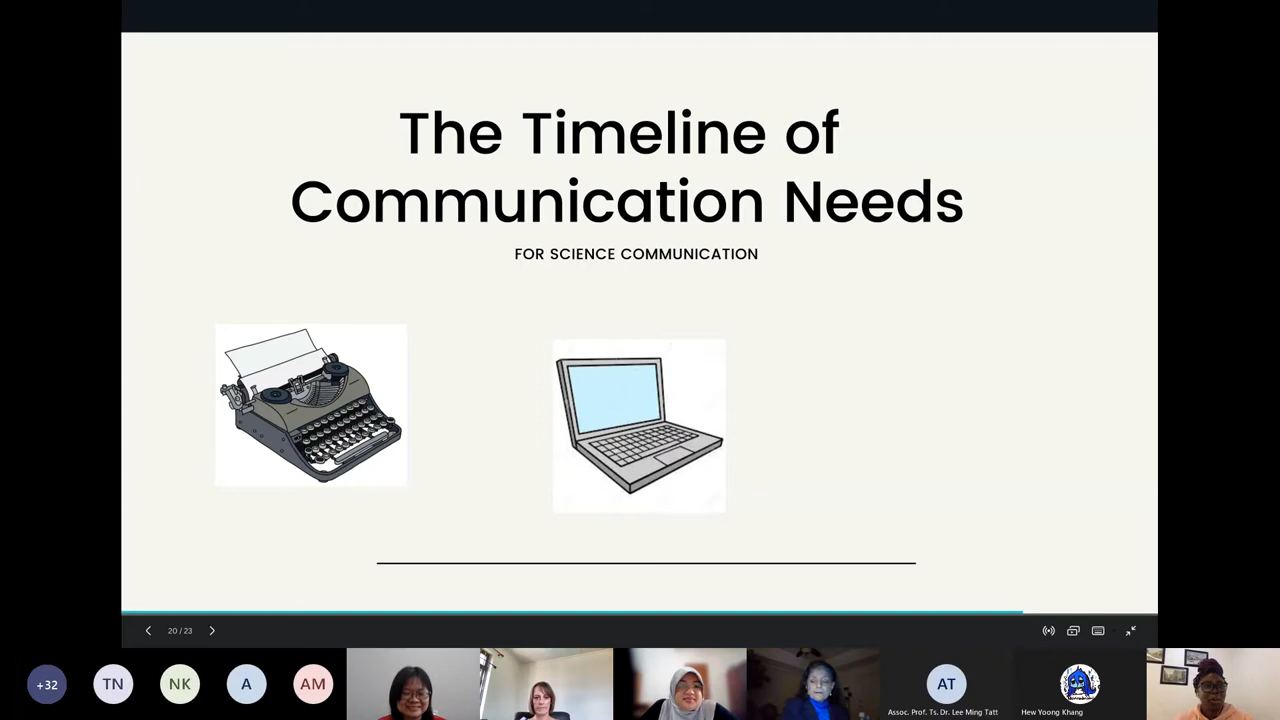 The Timeline of
Communication Needs
FOR SCIENCE COMMUNICATION
20 / 23
+32
TN
NK
A
AM
AT
Assoc. Prof. Ts. Dr. Lee Ming Tatt
Hew Yoong Khang